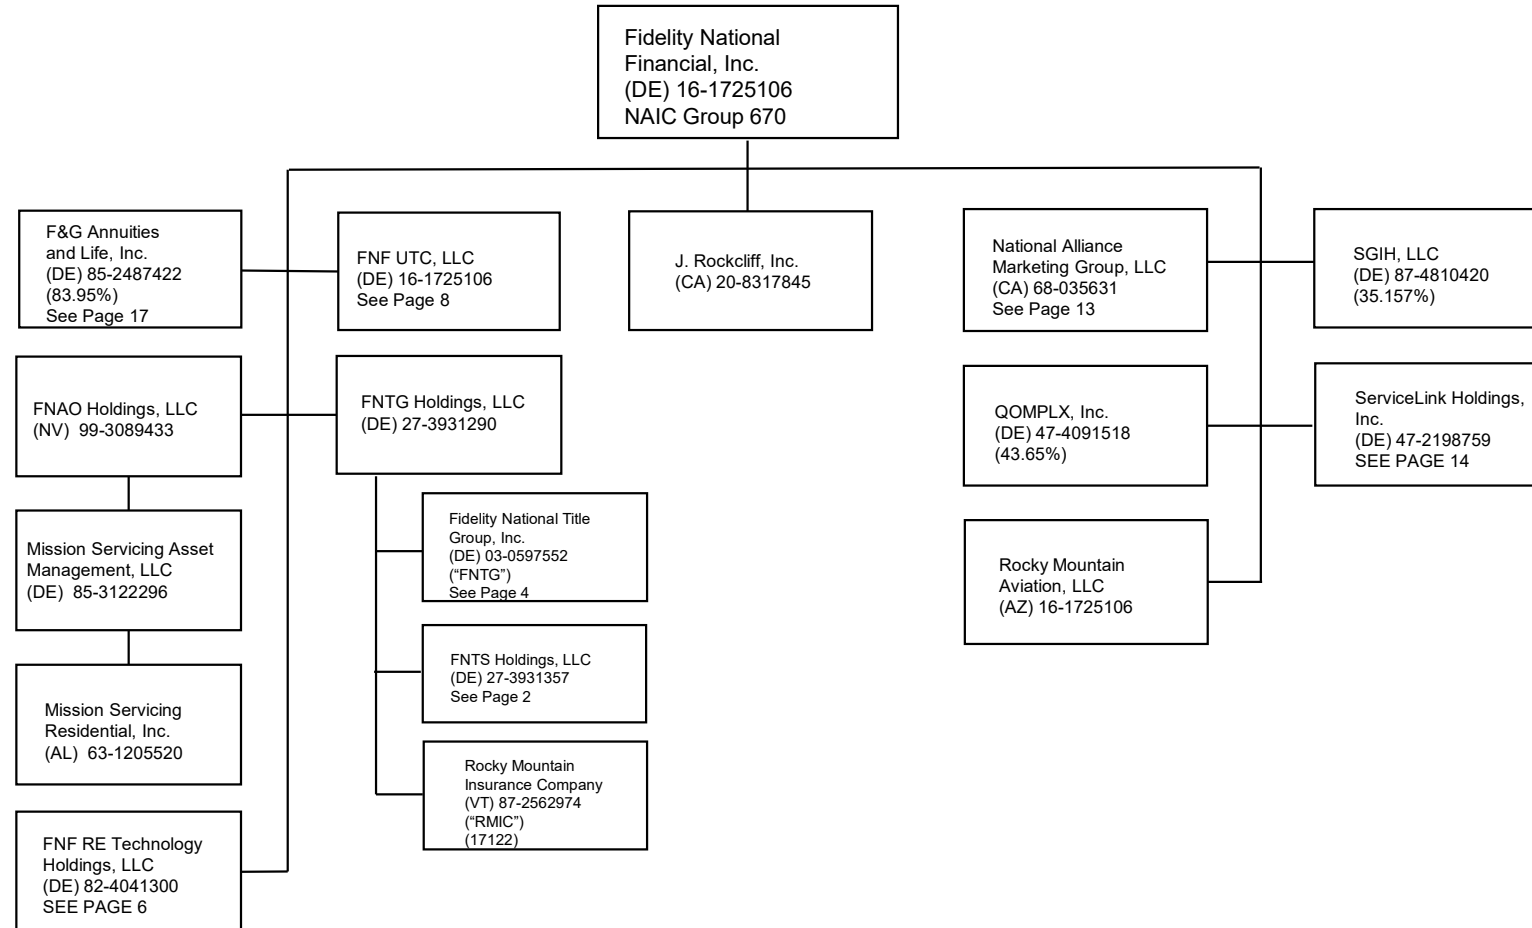 Fidelity National
Financial, Inc.
(DE) 16-1725106
NAIC Group 670
F&G Annuities
and Life, Inc.
(DE) 85-2487422
(83.95%)
See Page 17
FNF UTC, LLC
(DE) 16-1725106
See Page 8
J. Rockcliff, Inc.
(CA) 20-8317845
National Alliance
Marketing Group, LLC
(CA) 68-035631
See Page 13
SGIH, LLC
(DE) 87-4810420
(35.157%)
FNAO Holdings, LLC
(NV)  99-3089433
FNTG Holdings, LLC
(DE) 27-3931290
QOMPLX, Inc.
(DE) 47-4091518
(43.65%)
ServiceLink Holdings,
Inc.
(DE) 47-2198759
SEE PAGE 14
Mission Servicing Asset
Management, LLC
(DE)  85-3122296
Fidelity National Title
Group, Inc.
(DE) 03-0597552
(“FNTG”)
See Page 4
Rocky Mountain
Aviation, LLC
(AZ) 16-1725106
FNTS Holdings, LLC
(DE) 27-3931357
See Page 2
Mission Servicing
Residential, Inc.
(AL)  63-1205520
Rocky Mountain
Insurance Company
(VT) 87-2562974
(“RMIC”)
(17122)
FNF RE Technology
Holdings, LLC
(DE) 82-4041300
SEE PAGE 6